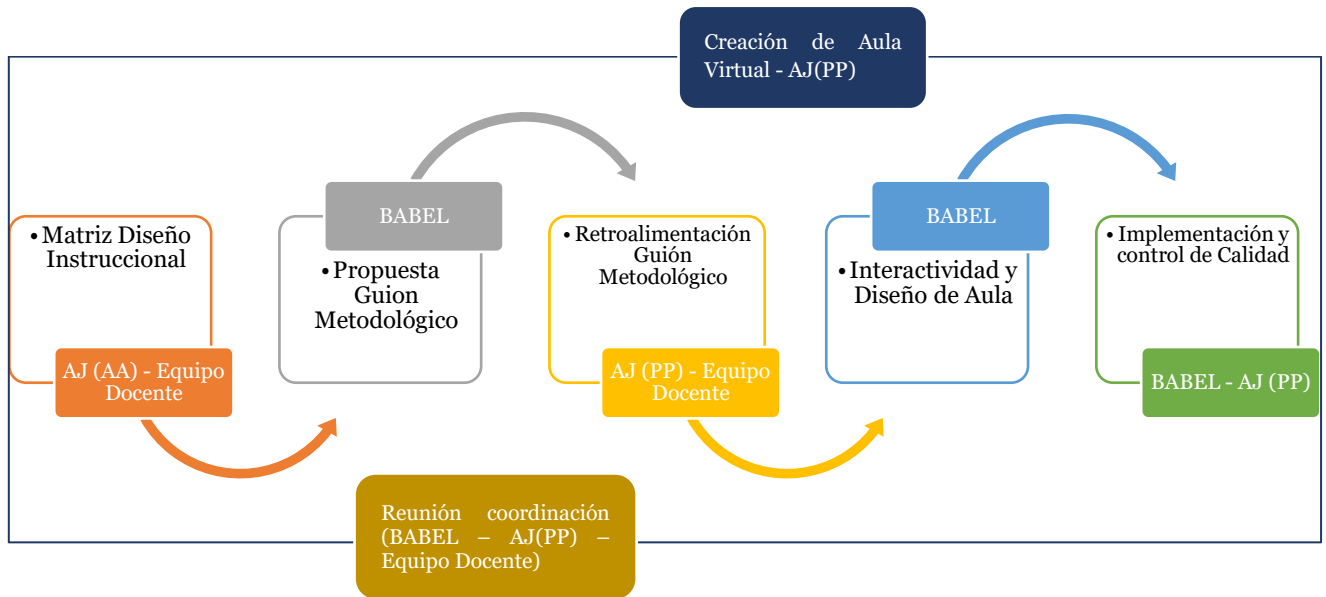 Creación de Aula
Virtual - AJ(PP)
• Matriz Diseño
Instruccional
AJ (AA) - Equipo
Docente
BABEL
• Propuesta
Guion
Metodológico
• Retroalimentación
Guión
Metodológico
AJ (PP) - Equipo
Docente
BABEL
• Interactividad y
Diseño de Aula
• Implementación y
control de Calidad
BABEL - AJ (PP)
Reunión coordinación
(BABEL – AJ(PP) –
Equipo Docente)